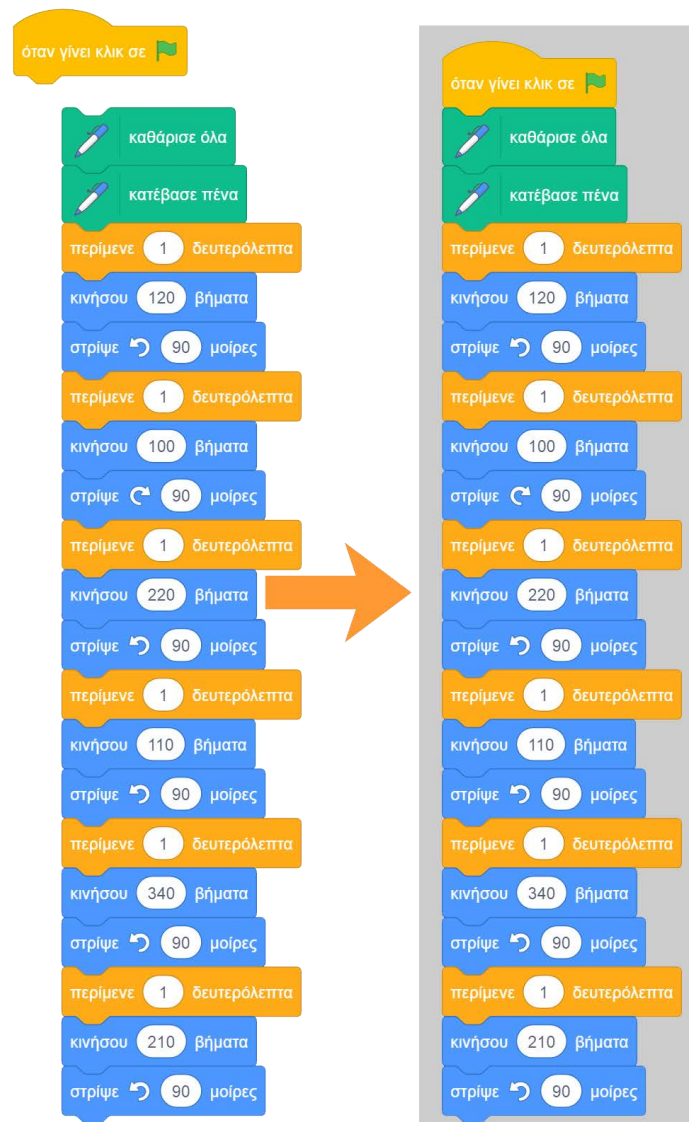 όταν γίνει κλικ σε
καθάρισε όλα
κατέβασε πένα
περίμενε 1 δευτερόλεπτα
κινήσου 120 βήματα
στρίψε 90 μοίρες
περίμενε 1 δευτερόλεπτα
κινήσου 100 βήματα
στρίψε 90 μοίρες
περίμενε 1 δευτερόλεπτα
κινήσου 220 βήματα
στρίψε 90 μοίρες
περίμενε 1 δευτερόλεπτα
κινήσου 110 βήματα
στρίψε 90 μοίρες
περίμενε 1 δευτερόλεπτα
κινήσου 340 βήματα
στρίψε 90 μοίρες
περίμενε 1 δευτερόλεπτα
κινήσου 210 βήματα
στρίψε 90 μοίρες
όταν γίνει κλικ σε
καθάρισε όλα
κατέβασε πένα
περίμενε 1 δευτερόλεπτα
κινήσου 120 βήματα
στρίψε 90 μοίρες
περίμενε 1 δευτερόλεπτα
κινήσου 100 βήματα
στρίψε 90 μοίρες
περίμενε 1 δευτερόλεπτα
κινήσου 220 βήματα
στρίψε 90 μοίρες
περίμενε 1 δευτερόλεπτα
κινήσου 110 βήματα
στρίψε 90 μοίρες
περίμενε 1 δευτερόλεπτα
κινήσου 340 βήματα
στρίψε 90 μοίρες
περίμενε 1 δευτερόλεπτα
κινήσου 210 βήματα
στρίψε 90 μοίρες